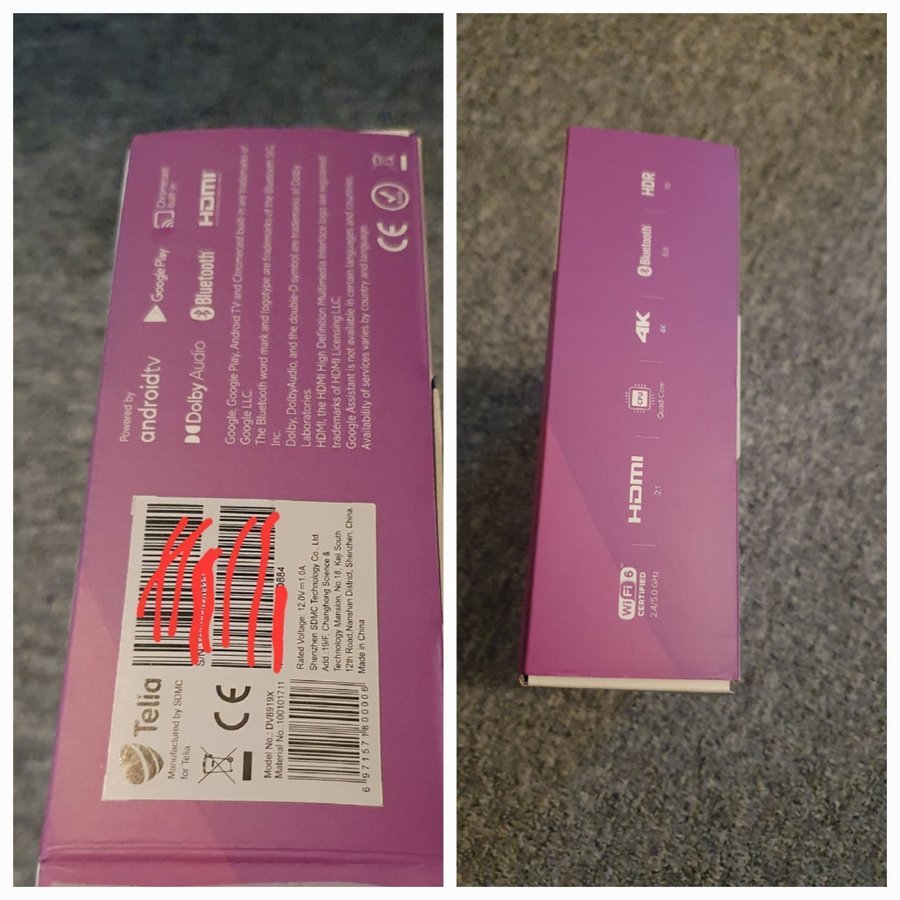 Powered by
androidtv
Google Play
Chromecast
built-in
Dolby Audio
Bluetooth
HDMI
Google, Google Play, Android TV and Chromecast built-in are trademarks of
Google LLC.
The Bluetooth word mark and logotype are trademarks of the Bluetooth SIG,
Inc.
Dolby, DolbyAudio, and the double-D symbol are trademarks of Dolby
Laboratories.
HDMI, the HDMI High Definition Multimedia Interface logo are registered
trademarks of HDMI Licensing LLC.
Google Assistant is not available in certain languages and countries.
Availability of services varies by country and language.
CE
Telia
Manufactured by SDMC
for Telia
CE
S/N
0884
Model No.: DV8919X
Material No.: 100101711
6 971571 800006
Rated Voltage: 12.0V 1.0A
Shenzhen SDMC Technology Co., Ltd.
Add.:19/F, Changhong Science &
Technology Mansion, No.18, Keji South
12th Road,Nanshan District, Shenzhen, China.
Made in China
WiFi 6
CERTIFIED
2.4/5.0 GHz
HDMI
2.1
CPU
Quad-Core
4K
4K
Bluetooth
5.0
HDR
10